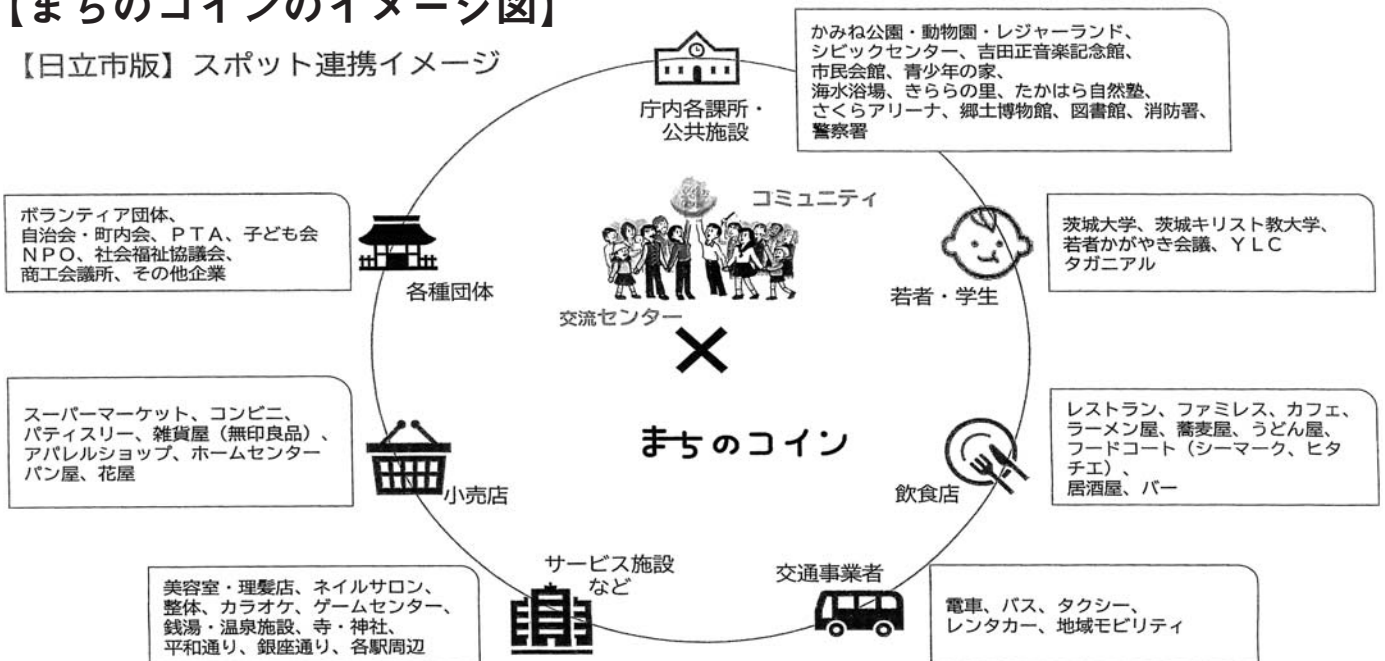 【まちのコインのイメージ図】
【日立市版】スポット連携イメージ
庁内各課所・
公共施設
かみね公園・動物園・レジャーランド、
シビックセンター、吉田正音楽記念館、
市民会館、青少年の家、
海水浴場、きららの里、たかはら自然塾、
さくらアリーナ、郷土博物館、図書館、消防署、
警察署
ボランティア団体、
自治会・町内会、ＰＴＡ、子ども会
ＮＰＯ、社会福祉協議会、
商工会議所、その他企業
各種団体
コミュニティ
交流センター
若者・学生
茨城大学、茨城キリスト教大学、
若者かがやき会議、ＹＬＣ
タガニアル
×
まちのコイン
スーパーマーケット、コンビニ、
パティスリー、雑貨屋（無印良品）、
アパレルショップ、ホームセンター
パン屋、花屋
小売店
飲食店
レストラン、ファミレス、カフェ、
ラーメン屋、蕎麦屋、うどん屋、
フードコート（シーマーク、ヒタ
チエ）、
居酒屋、バー
美容室・理髪店、ネイルサロン、
整体、カラオケ、ゲームセンター、
銭湯・温泉施設、寺・神社、
平和通り、銀座通り、各駅周辺
サービス施設
など
交通事業者
電車、バス、タクシー、
レンタカー、地域モビリティ